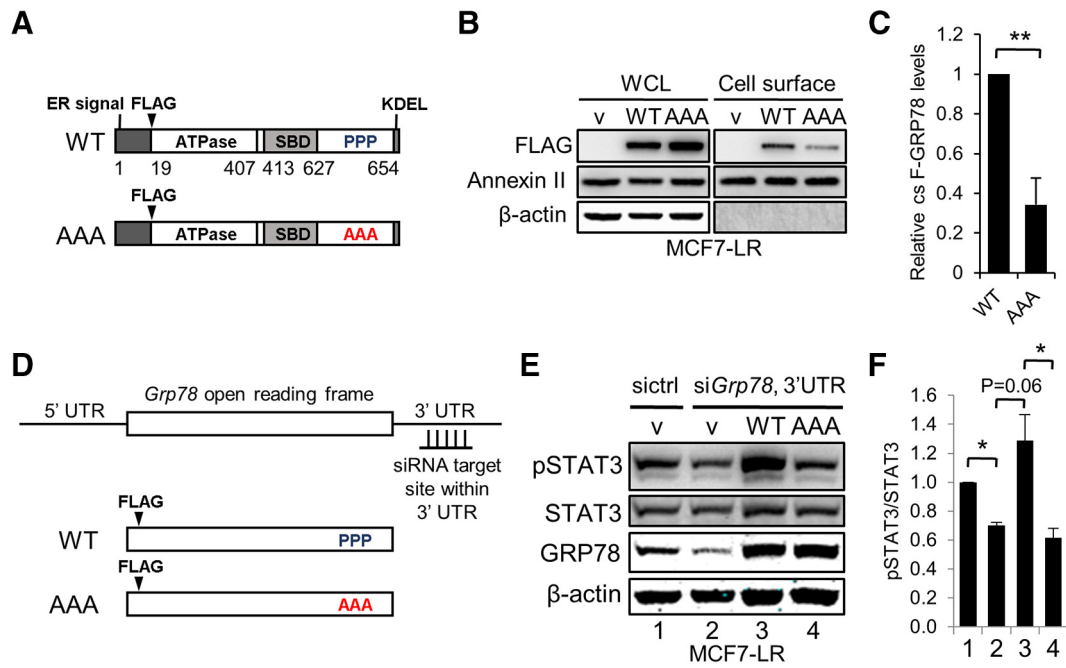 A
ER signal FLAG KDEL
WT ATPase SBD PPP
1 19 407 413 627 654
FLAG
AAA ATPase SBD AAA
B
WCL Cell surface
v WT AAA v WT AAA
FLAG
Annexin II
β-actin
MCF7-LR
C
Relative cs F-GRP78 levels
1.2
1
0.8
0.6
0.4
0.2
0
**
WT AAA
D
Grp78 open reading frame
5' UTR 3' UTR
siRNA target
site within
3' UTR
FLAG
WT PPP
FLAG
AAA AAA
E
sictrl siGrp78, 3'UTR
v v WT AAA
pSTAT3
STAT3
GRP78
β-actin
1 2 3 4
MCF7-LR
F
pSTAT3/STAT3
1.6
1.4
1.2
1.0
0.8
0.6
0.4
0.2
0.0
*
P=0.06
*
1 2 3 4